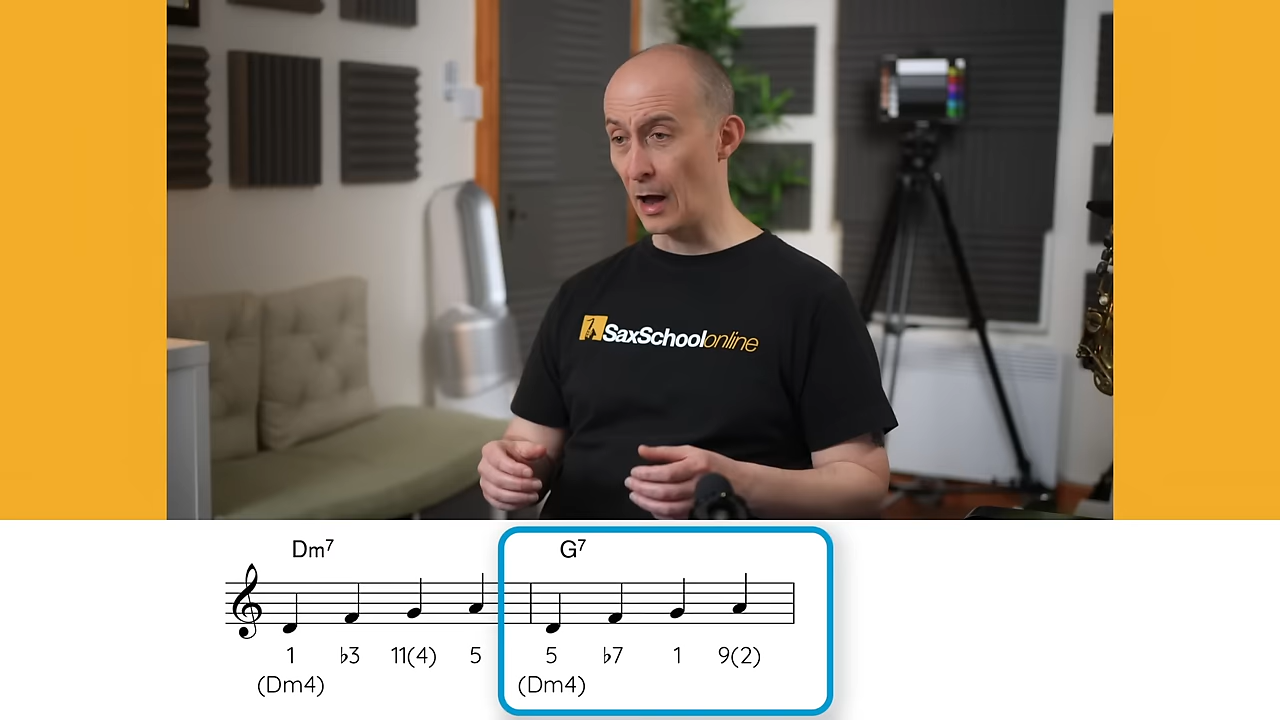 SaxSchoolonline
Dm7 G7
1 ♭3 11(4) 5 5 ♭7 1 9(2)
(Dm4) (Dm4)